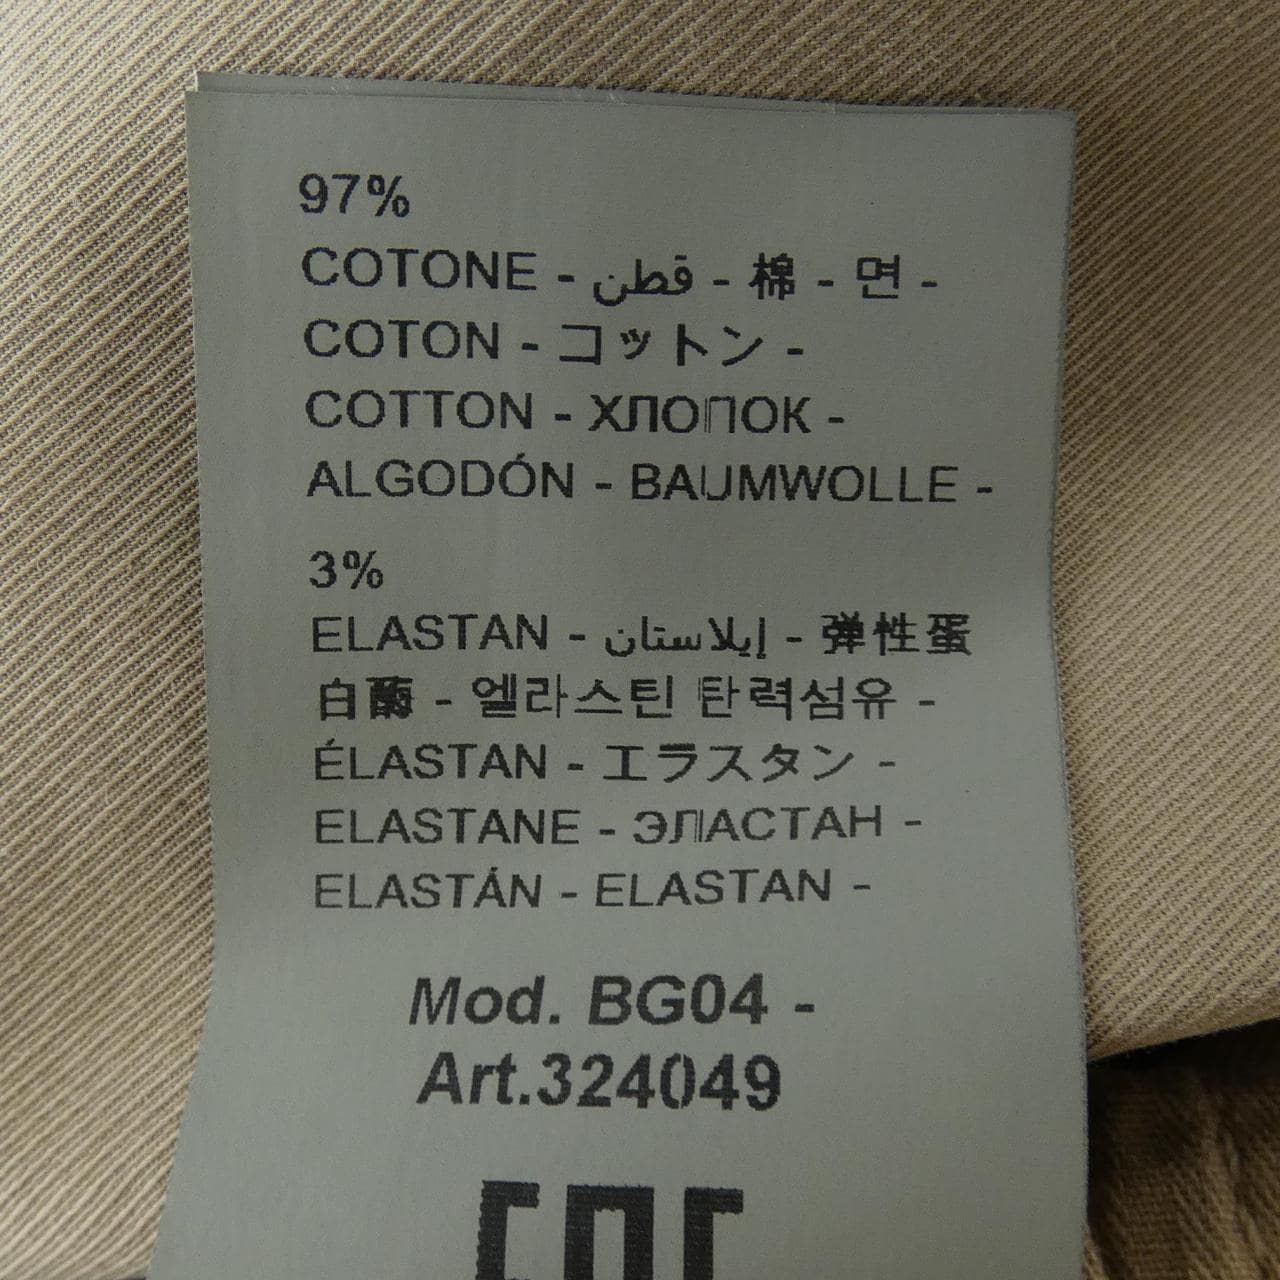 97%
COTONE - قطن - 棉 - 면 -
COTON - コットン -
COTTON - ХЛОПОК -
ALGODÓN - BAUMWOLLE -
3%
ELASTAN - إيلاستان - 弹性蛋
白酶 - 엘라스틴 탄력섬유 -
ÉLASTAN - エラスタン -
ELASTANE - ЭЛАСТАН -
ELASTÁN - ELASTAN -
Mod. BG04 -
Art.324049